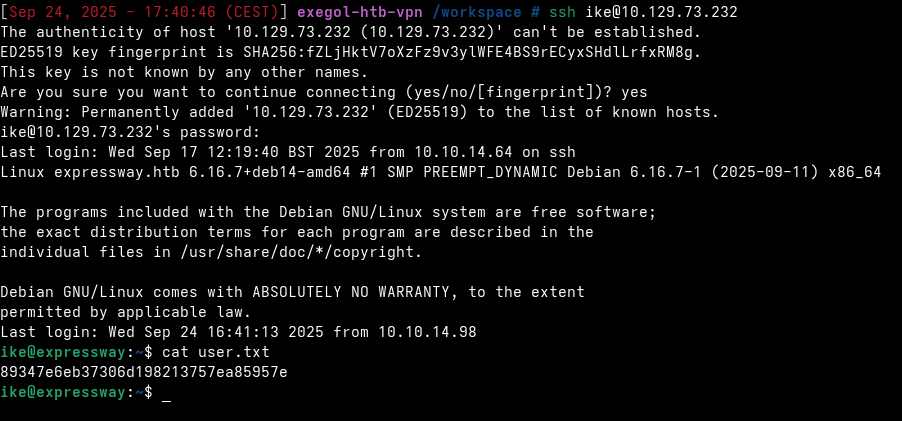 [Sep 24, 2025 - 17:40:46 (CEST)] exegol-htb-vpn /workspace # ssh ike@10.129.73.232
The authenticity of host '10.129.73.232 (10.129.73.232)' can't be established.
ED25519 key fingerprint is SHA256:fZLjHktV7oXzFz9v3ylWFE4BS9rECyxSHdlLrfxRM8g.
This key is not known by any other names.
Are you sure you want to continue connecting (yes/no/[fingerprint])? yes
Warning: Permanently added '10.129.73.232' (ED25519) to the list of known hosts.
ike@10.129.73.232's password:
Last login: Wed Sep 17 12:19:40 BST 2025 from 10.10.14.64 on ssh
Linux expressway.htb 6.16.7+deb14-amd64 #1 SMP PREEMPT_DYNAMIC Debian 6.16.7-1 (2025-09-11) x86_64

The programs included with the Debian GNU/Linux system are free software;
the exact distribution terms for each program are described in the
individual files in /usr/share/doc/*/copyright.

Debian GNU/Linux comes with ABSOLUTELY NO WARRANTY, to the extent
permitted by applicable law.
Last login: Wed Sep 24 16:41:13 2025 from 10.10.14.98
ike@expressway:~$ cat user.txt
89347e6eb37306d198213757ea85957e
ike@expressway:~$ _